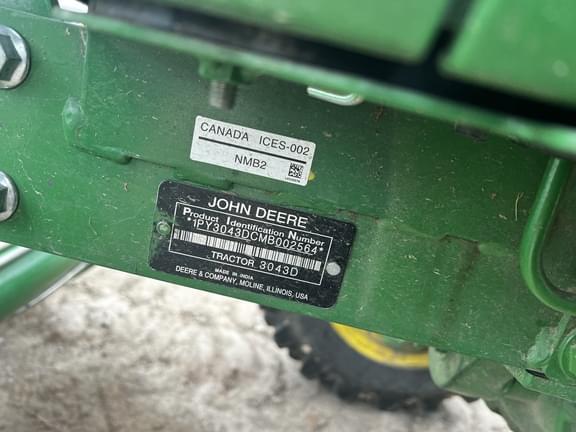 CANADA ICES-002
NMB2
JOHN DEERE
Product Identification Number
*1PY3043DCMB002564*
TRACTOR 3043D
MADE IN INDIA
DEERE & COMPANY, MOLINE, ILLINOIS, USA